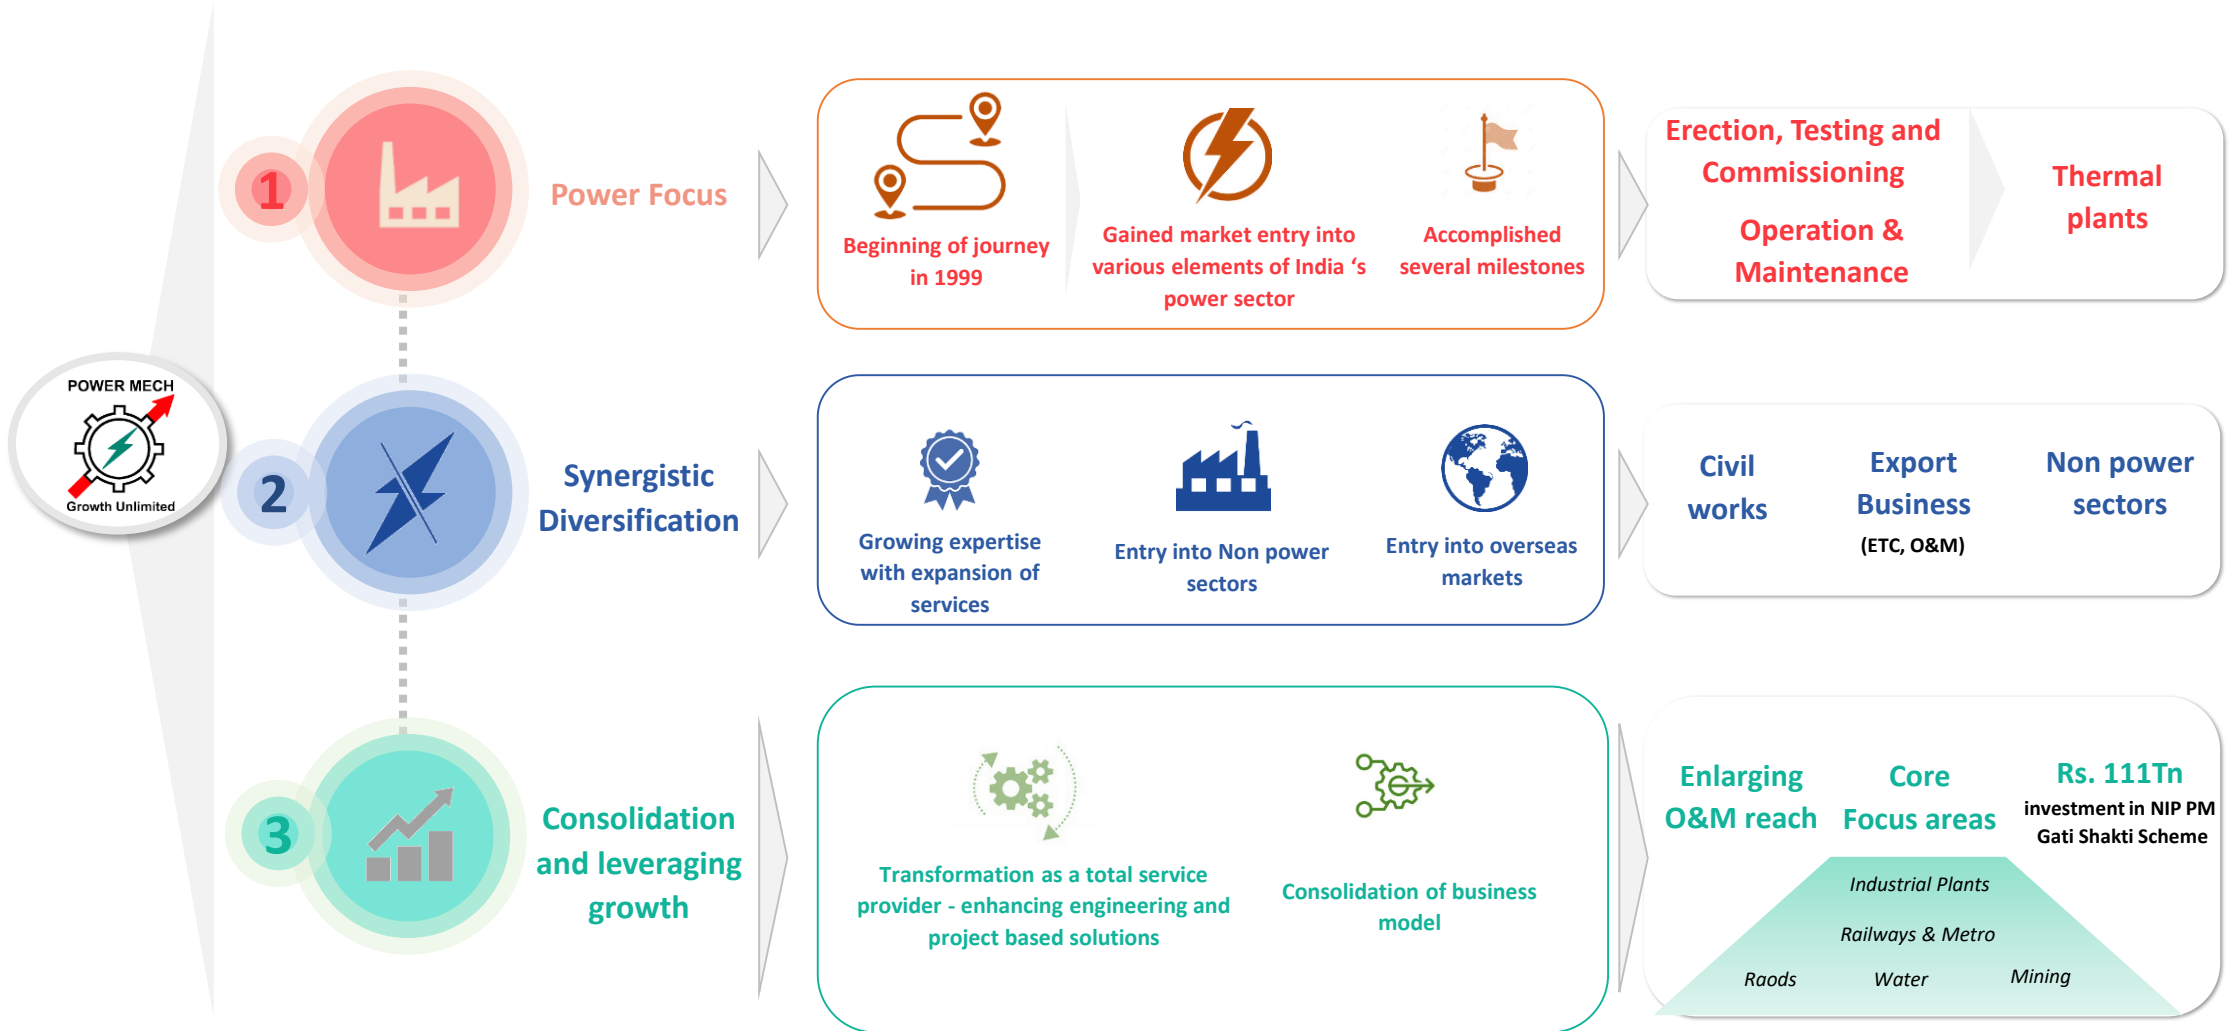 POWER MECH
Growth Unlimited
1
Power Focus
Beginning of journey
in 1999
Gained market entry into
various elements of India ‘s
power sector
Accomplished
several milestones
Erection, Testing and
Commissioning
Operation &
Maintenance
Thermal
plants
2
Synergistic
Diversification
Growing expertise
with expansion of
services
Entry into Non power
sectors
Entry into overseas
markets
Civil
works
Export
Business
(ETC, O&M)
Non power
sectors
3
Consolidation
and leveraging
growth
Transformation as a total service
provider - enhancing engineering and
project based solutions
Consolidation of business
model
Enlarging
O&M reach
Core
Focus areas
Rs. 111Tn
investment in NIP PM
Gati Shakti Scheme
Industrial Plants
Railways & Metro
Raods
Water
Mining